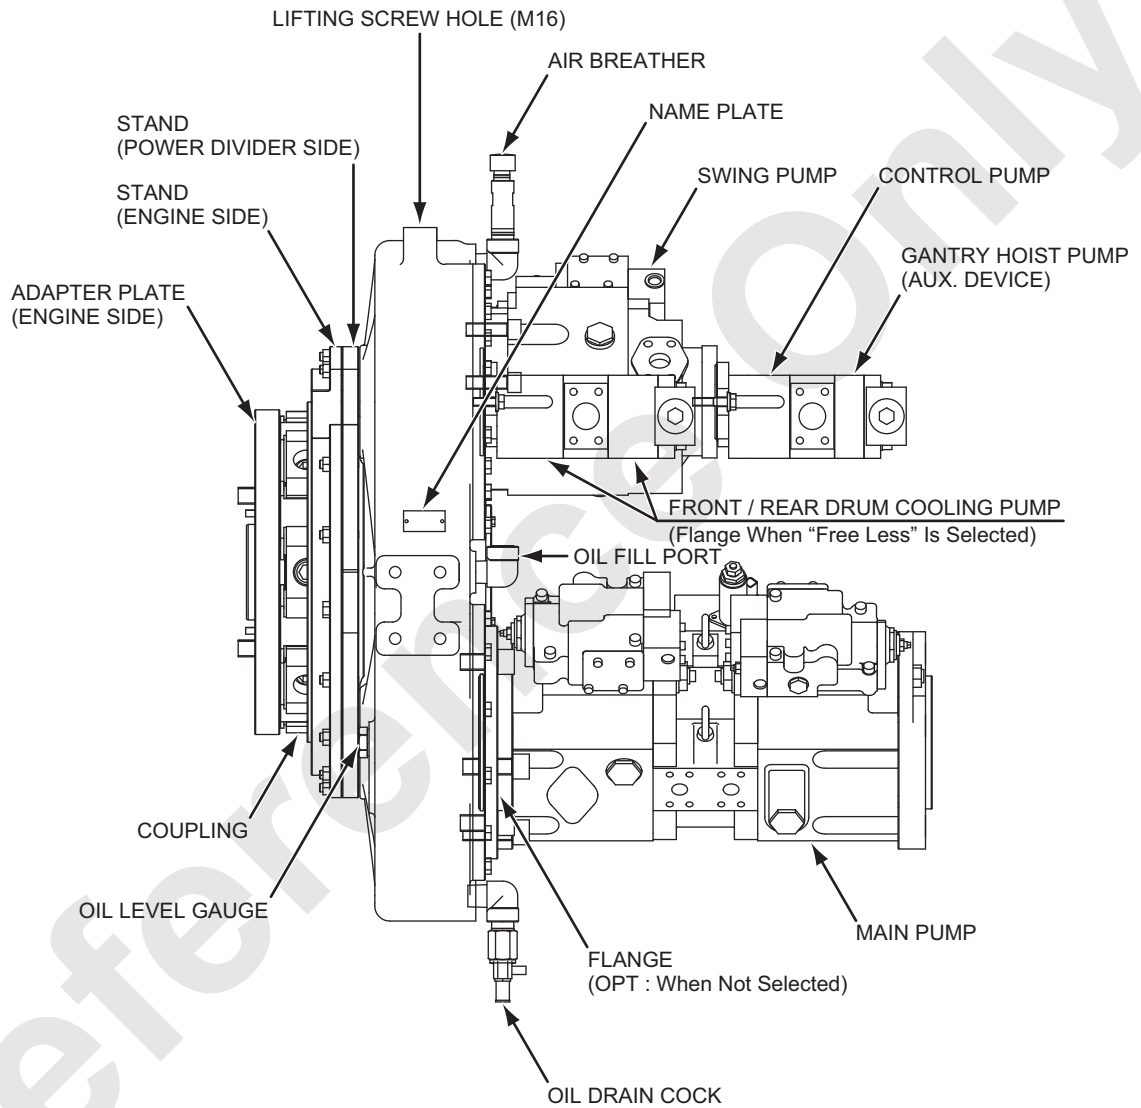 LIFTING SCREW HOLE (M16)
AIR BREATHER
NAME PLATE
STAND
(POWER DIVIDER SIDE)
SWING PUMP
CONTROL PUMP
STAND
(ENGINE SIDE)
GANTRY HOIST PUMP
(AUX. DEVICE)
ADAPTER PLATE
(ENGINE SIDE)
FRONT / REAR DRUM COOLING PUMP
(Flange When “Free Less” Is Selected)
OIL FILL PORT
COUPLING
OIL LEVEL GAUGE
MAIN PUMP
FLANGE
(OPT : When Not Selected)
OIL DRAIN COCK
eference Only